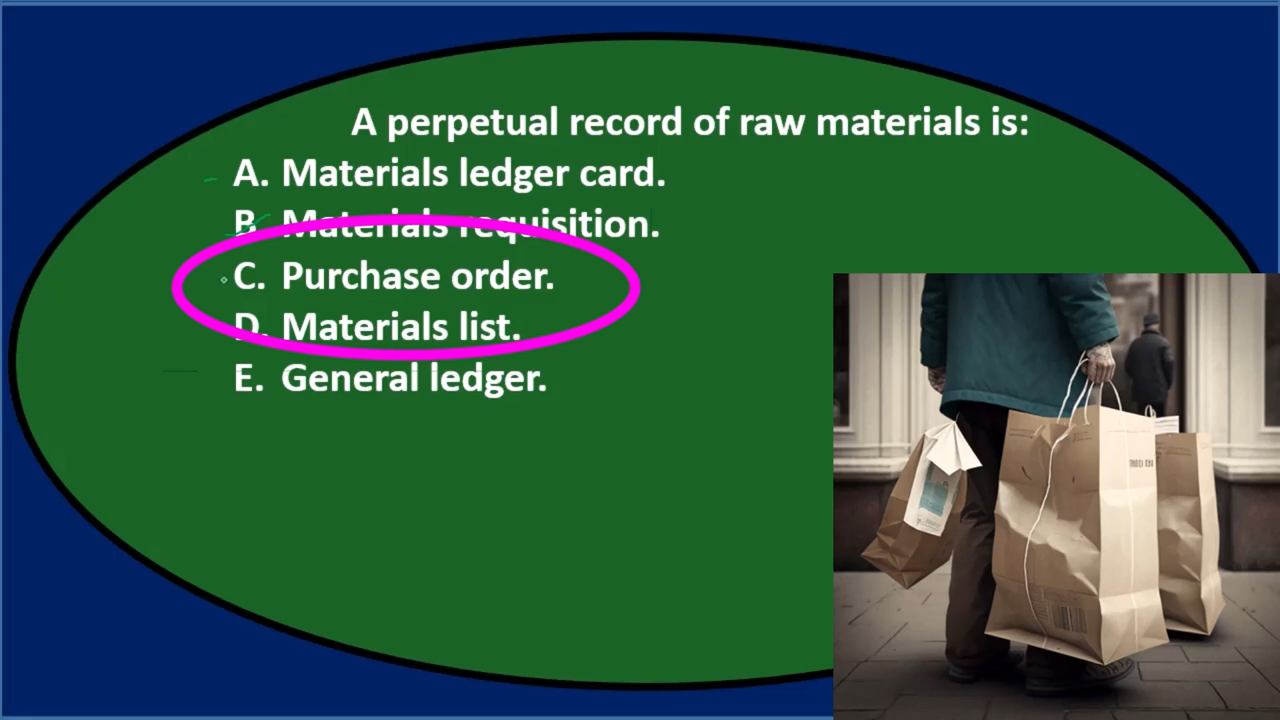 A perpetual record of raw materials is:
A. Materials ledger card.
B. Materials requisition.
C. Purchase order.
D. Materials list.
E. General ledger.